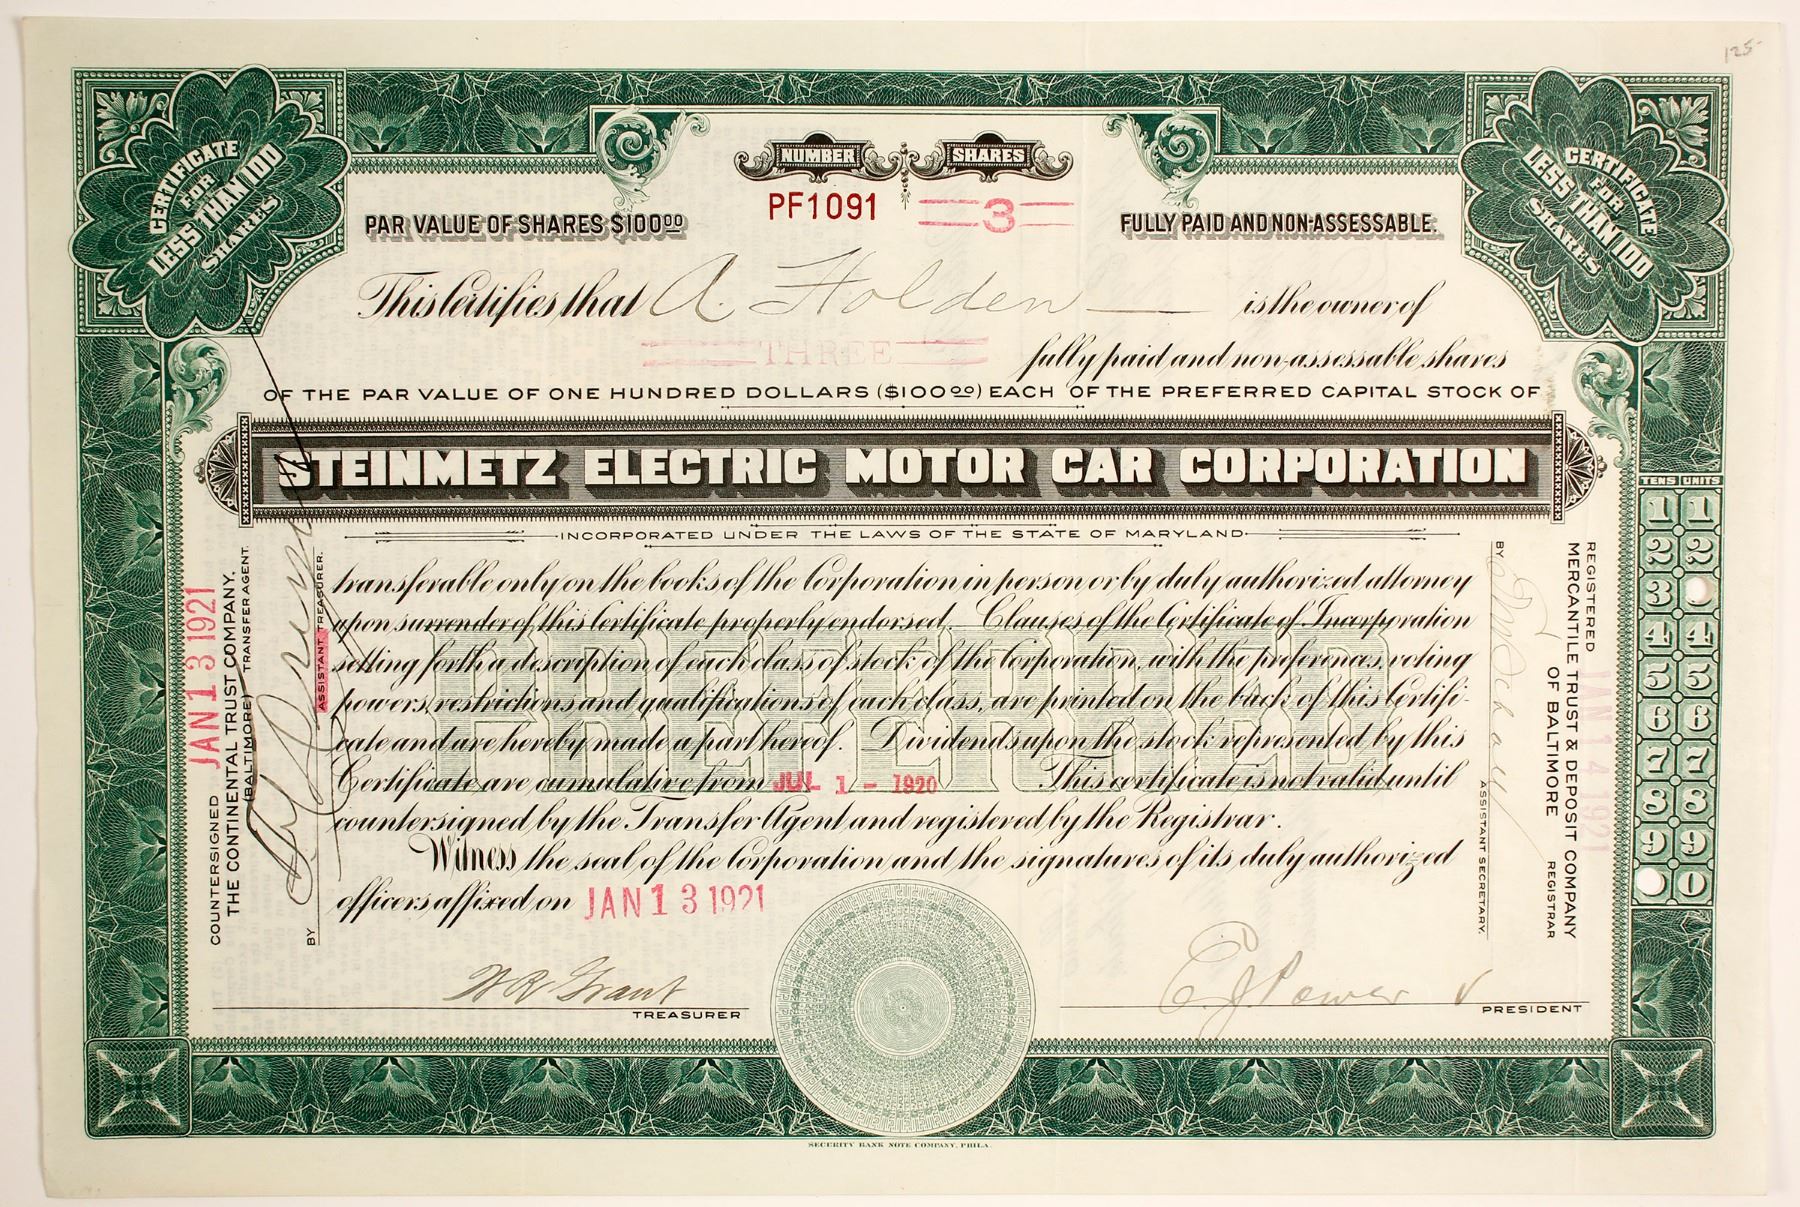 125-
CERTIFICATE
FOR
LESS THAN 100
SHARES
CERTIFICATE
FOR
LESS THAN 100
SHARES
NUMBER SHARES
PF1091 3
PAR VALUE OF SHARES $100.00 FULLY PAID AND NON-ASSESSABLE.
This Certifies that A. Holden is the owner of
THREE fully paid and non-assessable shares
OF THE PAR VALUE OF ONE HUNDRED DOLLARS ($100.00) EACH OF THE PREFERRED CAPITAL STOCK OF
STEINMETZ ELECTRIC MOTOR CAR CORPORATION
INCORPORATED UNDER THE LAWS OF THE STATE OF MARYLAND
PREFERRED
transferable only on the books of the Corporation in person or by duly authorized attorney
upon surrender of this Certificate properly endorsed. Clauses of the Certificate of Incorporation
setting forth a description of each class of stock of the Corporation, with the preferences, voting
powers, restrictions and qualifications of each class, are printed on the back of this Certifi-
cate and are hereby made a part hereof. Dividends upon the stock represented by this
Certificate are cumulative from JUL 1 - 1920 This certificate is not valid until
countersigned by the Transfer Agent and registered by the Registrar.
Witness the seal of the Corporation and the signatures of its duly authorized
officers affixed on JAN 13 1921
W R Grant
TREASURER
C. J. Power
PRESIDENT
JAN 13 1921
COUNTERSIGNED
THE CONTINENTAL TRUST COMPANY,
(BALTIMORE) TRANSFER AGENT.
BY
ASSISTANT TREASURER.
REGISTERED
MERCANTILE TRUST & DEPOSIT COMPANY
OF BALTIMORE
REGISTRAR
JAN 14 1921
BY
ASSISTANT SECRETARY.
TENS UNITS
1 1
2 2
3
4 4
5 5
6 6
7 7
8 8
9 9
0
SECURITY BANK NOTE COMPANY, PHILA.